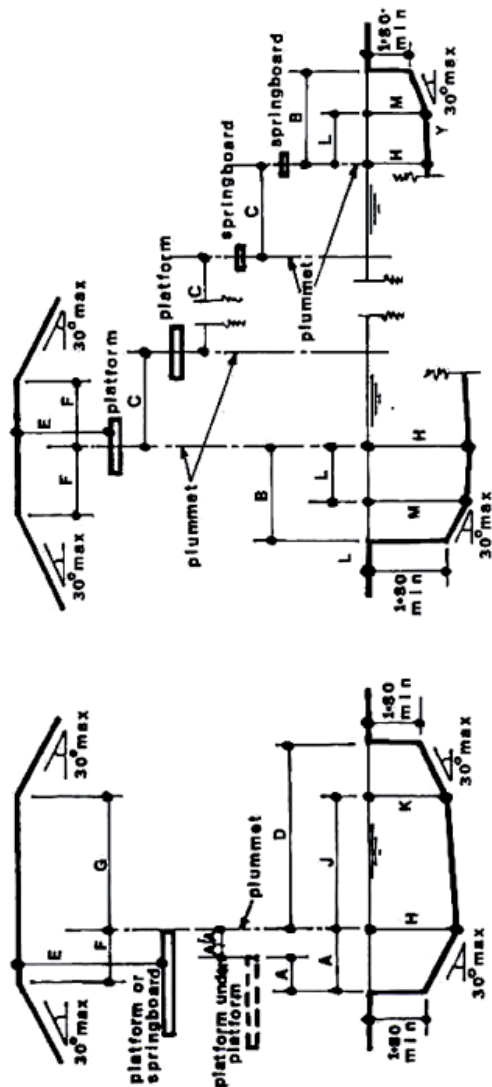 30°max
30°max
E
F
G
platform or
springboard
A/A
platform under
platform
A
plummet
D
A
J
1·80
min
H
K
1·80
min
30°max
30°max
30°max
30°max
E
F
F
platform
C
platform
C
springboard
C
springboard
plummet
plummet
B
L
L
B
L
1·80
min
M
H
30°max
H
M
Y
1·80
min
30°max